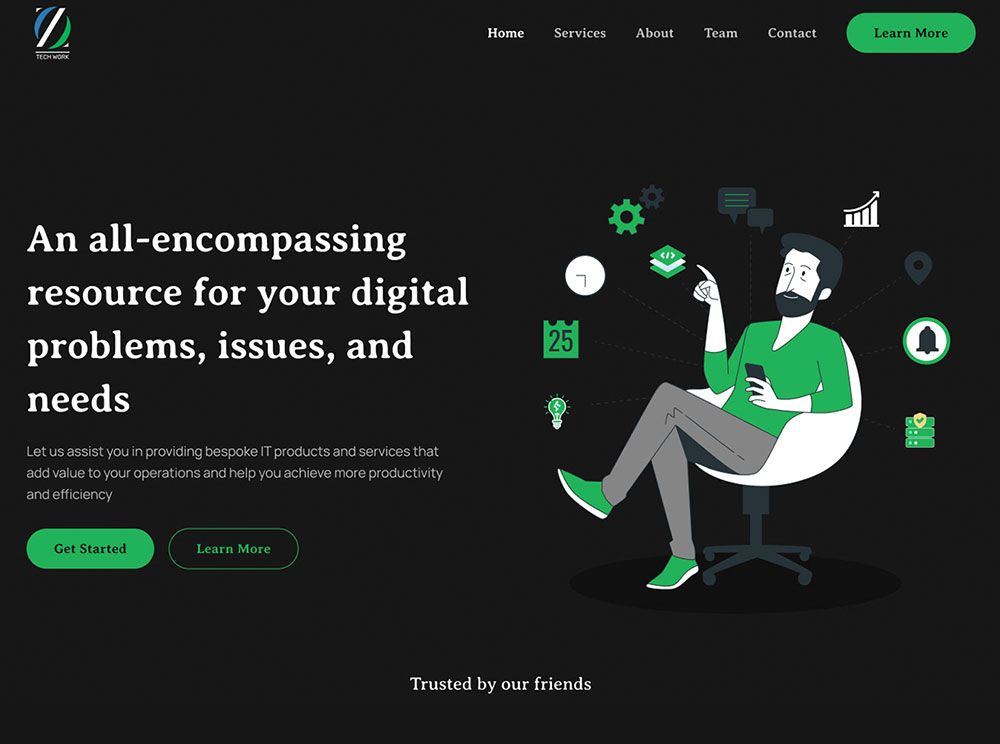 TECH WORK
Home Services About Team Contact Learn More
An all-encompassing
resource for your digital
problems, issues, and
needs
25
Let us assist you in providing bespoke IT products and services that
add value to your operations and help you achieve more productivity
and efficiency
Get Started Learn More
Trusted by our friends